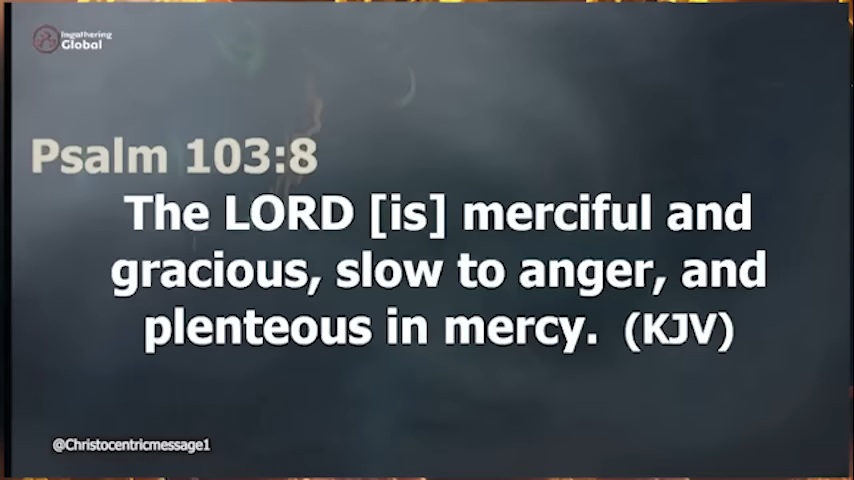 Ingathering
Global
Psalm 103:8
The LORD [is] merciful and
gracious, slow to anger, and
plenteous in mercy. (KJV)
@Christocentricmessage1